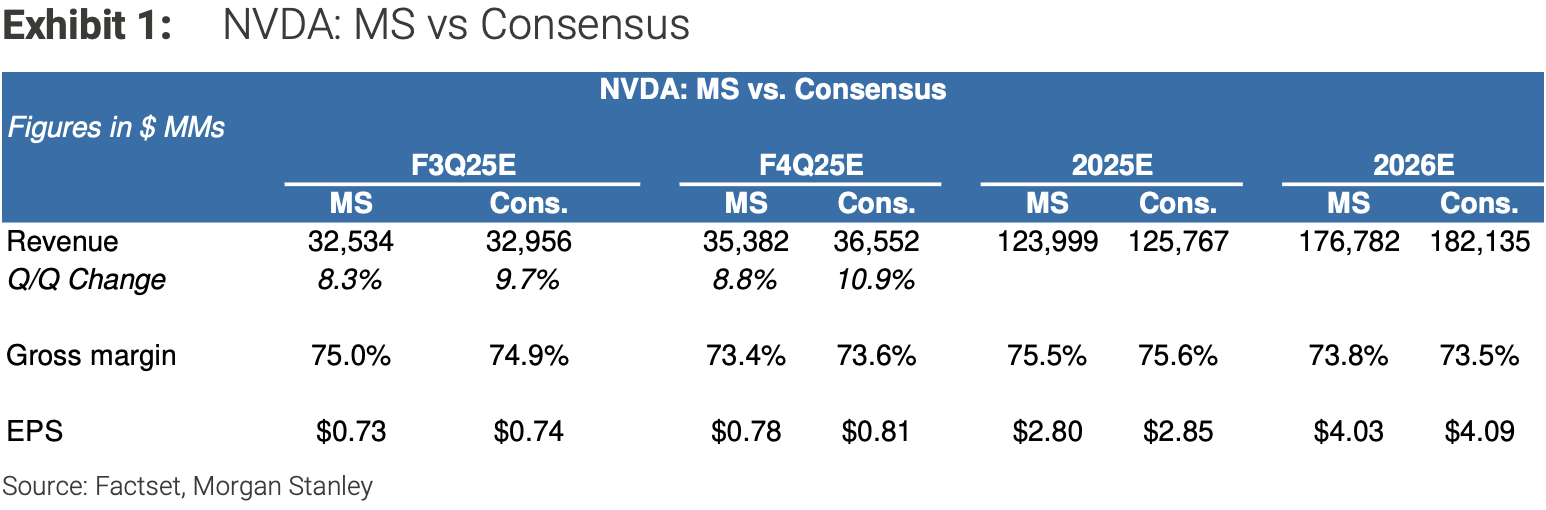 Exhibit 1: NVDA: MS vs Consensus
NVDA: MS vs. Consensus
Figures in $ MMs
F3Q25E F4Q25E 2025E 2026E
MS Cons. MS Cons. MS Cons. MS Cons.
Revenue 32,534 32,956 35,382 36,552 123,999 125,767 176,782 182,135
Q/Q Change 8.3% 9.7% 8.8% 10.9%
Gross margin 75.0% 74.9% 73.4% 73.6% 75.5% 75.6% 73.8% 73.5%
EPS $0.73 $0.74 $0.78 $0.81 $2.80 $2.85 $4.03 $4.09
Source: Factset, Morgan Stanley